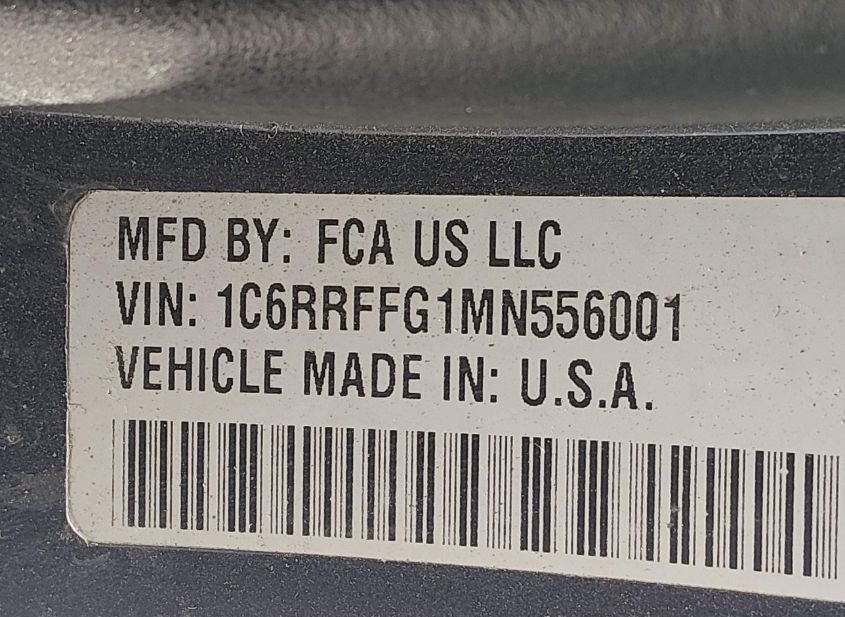 MFD BY: FCA US LLC
VIN: 1C6RRFFG1MN556001
VEHICLE MADE IN: U.S.A.